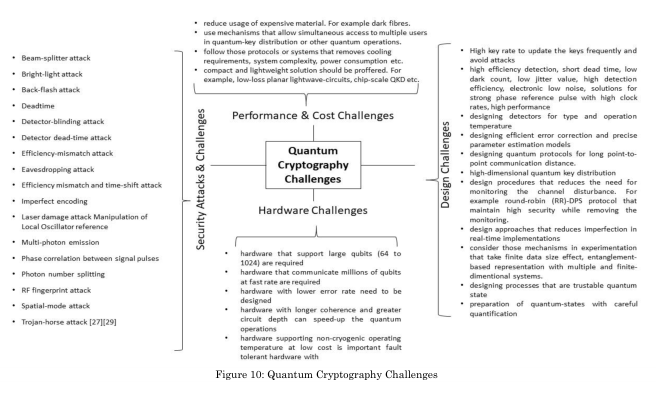 • reduce usage of expensive material. For example dark fibres.
• use mechanisms that allow simultaneous access to multiple users
in quantum-key distribution or other quantum operations.
• follow those protocols or systems that removes cooling
requirements, system complexity, power consumption etc.
• compact and lightweight solution should be proffered. For
example, low-loss planar lightwave-circuits, chip-scale QKD etc.
Performance & Cost Challenges
• Beam-splitter attack
• Bright-light attack
• Back-flash attack
• Deadtime
• Detector-blinding attack
• Detector dead-time attack
• Efficiency-mismatch attack
• Eavesdropping attack
• Efficiency mismatch and time-shift attack
• Imperfect encoding
• Laser damage attack Manipulation of
Local Oscillator reference
• Multi-photon emission
• Phase correlation between signal pulses
• Photon number splitting
• RF fingerprint attack
• Spatial-mode attack
• Trojan-horse attack [27][29]
Security Attacks & Challenges
Quantum
Cryptography
Challenges
Hardware Challenges
• hardware that support large qubits (64 to
1024) are required
• hardware that communicate millions of qubits
at fast rate are required
• hardware with lower error rate need to be
designed
• hardware with longer coherence and greater
circuit depth can speed-up the quantum
operations
• hardware supporting non-cryogenic operating
temperature at low cost is important fault
tolerant hardware with
Design Challenges
• High key rate to update the keys frequently and
avoid attacks
• high efficiency detection, short dead time, low
dark count, low jitter value, high detection
efficiency, electronic low noise, solutions for
strong phase reference pulse with high clock
rates, high performance
• designing detectors for type and operation
temperature
• designing efficient error correction and precise
parameter estimation models
• designing quantum protocols for long point-to-
point communication distance.
• high-dimensional quantum key distribution
• design procedures that reduces the need for
monitoring the channel disturbance. For
example round-robin (RR)-DPS protocol that
maintain high security while removing the
monitoring.
• design approaches that reduces imperfection in
real-time implementations
• consider those mechanisms in experimentation
that take finite data size effect, entanglement-
based representation with multiple and finite-
dimentional systems.
• designing processes that are trustable quantum
state
• preparation of quantum-states with careful
quantification
Figure 10: Quantum Cryptography Challenges